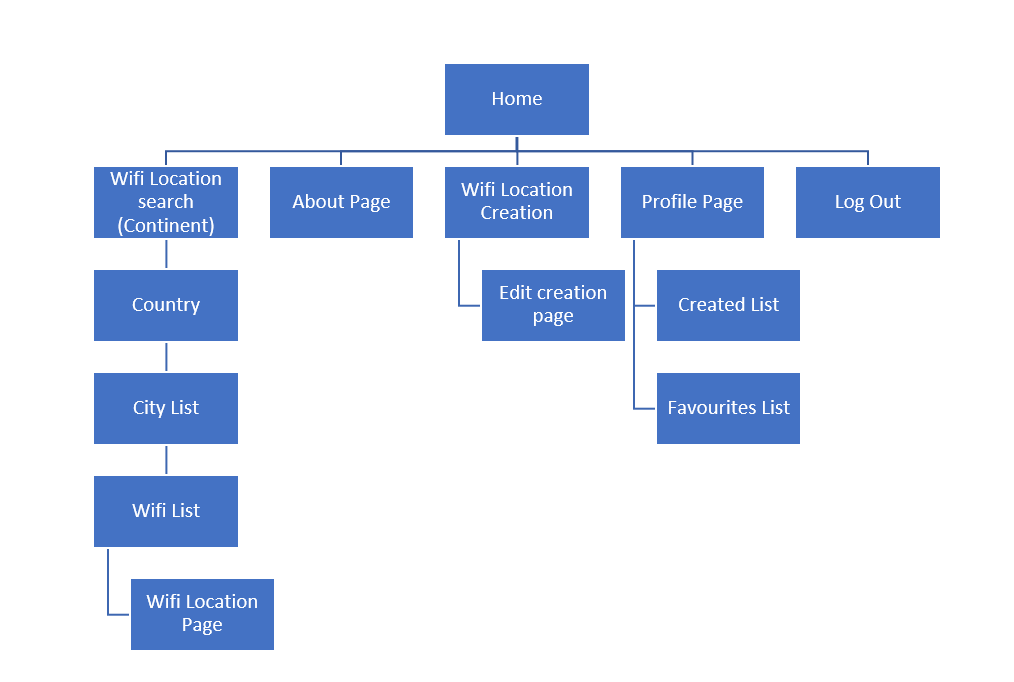 Home
Wifi Location
search
(Continent)
About Page
Wifi Location
Creation
Profile Page
Log Out
Country
Edit creation
page
Created List
City List
Favourites List
Wifi List
Wifi Location
Page